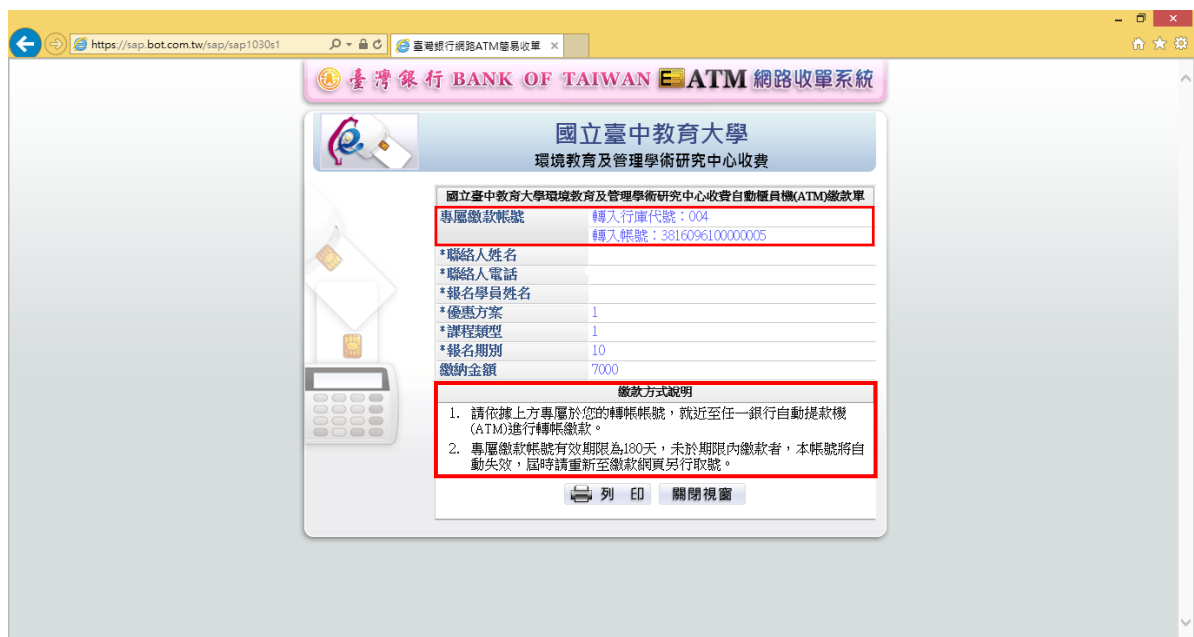 https://sap.bot.com.tw/sap/sap1030s1
臺灣銀行網路ATM簡易收單
臺灣銀行 BANK OF TAIWAN E ATM 網路收單系統
國立臺中教育大學
環境教育及管理學術研究中心收費
國立臺中教育大學環境教育及管理學術研究中心收費自動櫃員機(ATM)繳款單
專屬繳款帳號 轉入行庫代號：004
轉入帳號：3816096100000005
*聯絡人姓名
*聯絡人電話
*報名學員姓名
*優惠方案 1
*課程類型 1
*報名期別 10
繳納金額 7000
繳款方式說明
1. 請依據上方專屬於您的轉帳帳號，就近至任一銀行自動提款機
(ATM)進行轉帳繳款。
2. 專屬繳款帳號有效期限為180天，未於期限內繳款者，本帳號將自
動失效，屆時請重新至繳款網頁另行取號。
列 印 關閉視窗